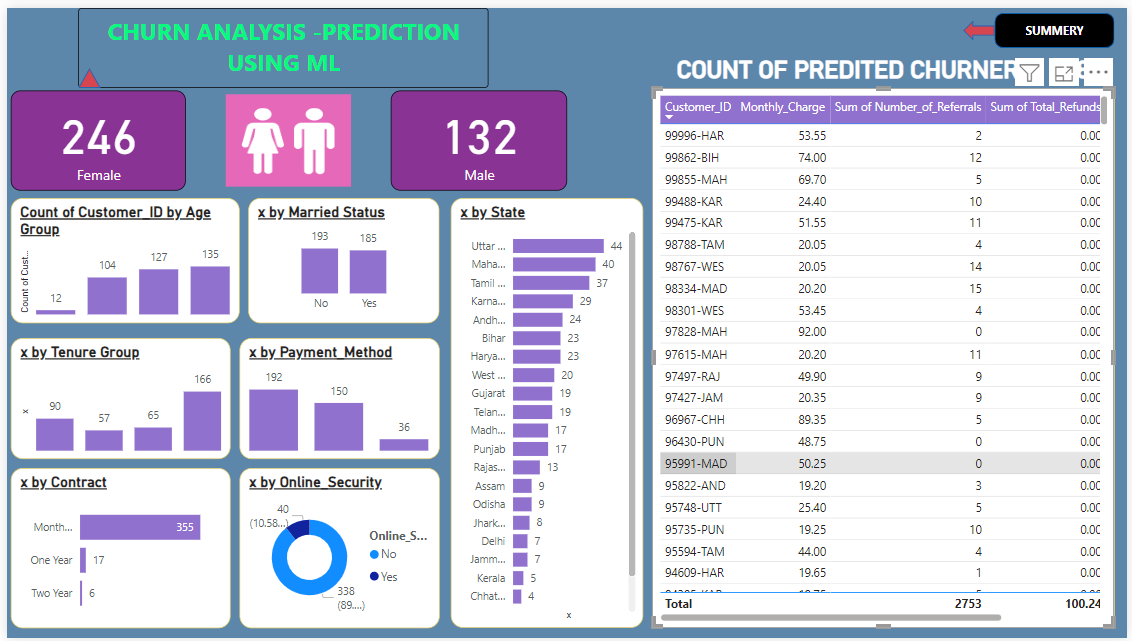 CHURN ANALYSIS -PREDICTION
USING ML
SUMMERY
COUNT OF PREDITED CHURNER
246
Female
132
Male
Count of Customer_ID by Age
Group
Count of Cust...
12
104
127
135
x by Married Status
193
185
No
Yes
x by State
Uttar ... 44
Maha... 40
Tamil ... 37
Karna... 29
Andh... 24
Bihar 23
Harya... 23
West ... 20
Gujarat 19
Telan... 19
Madh... 17
Punjab 17
Rajas... 13
Assam 9
Odisha 9
Jhark... 8
Delhi 7
Jamm... 7
Kerala 5
Chhat... 4
x
x by Tenure Group
x
90
57
65
166
x by Payment_Method
192
150
36
x by Contract
Month... 355
One Year 17
Two Year 6
x by Online_Security
40
(10.58...)
338
(89....)
Online_S...
No
Yes
Customer_ID Monthly_Charge Sum of Number_of_Referrals Sum of Total_Refunds
99996-HAR 53.55 2 0.00
99862-BIH 74.00 12 0.00
99855-MAH 69.70 5 0.00
99488-KAR 24.40 10 0.00
99475-KAR 51.55 11 0.00
98788-TAM 20.05 4 0.00
98767-WES 20.05 14 0.00
98334-MAD 20.20 15 0.00
98301-WES 53.45 4 0.00
97828-MAH 92.00 0 0.00
97615-MAH 20.20 11 0.00
97497-RAJ 49.90 9 0.00
97427-JAM 20.35 9 0.00
96967-CHH 89.35 5 0.00
96430-PUN 48.75 0 0.00
95991-MAD 50.25 0 0.00
95822-AND 19.20 3 0.00
95748-UTT 25.40 5 0.00
95735-PUN 19.25 10 0.00
95594-TAM 44.00 4 0.00
94609-HAR 19.65 1 0.00
Total 2753 100.24